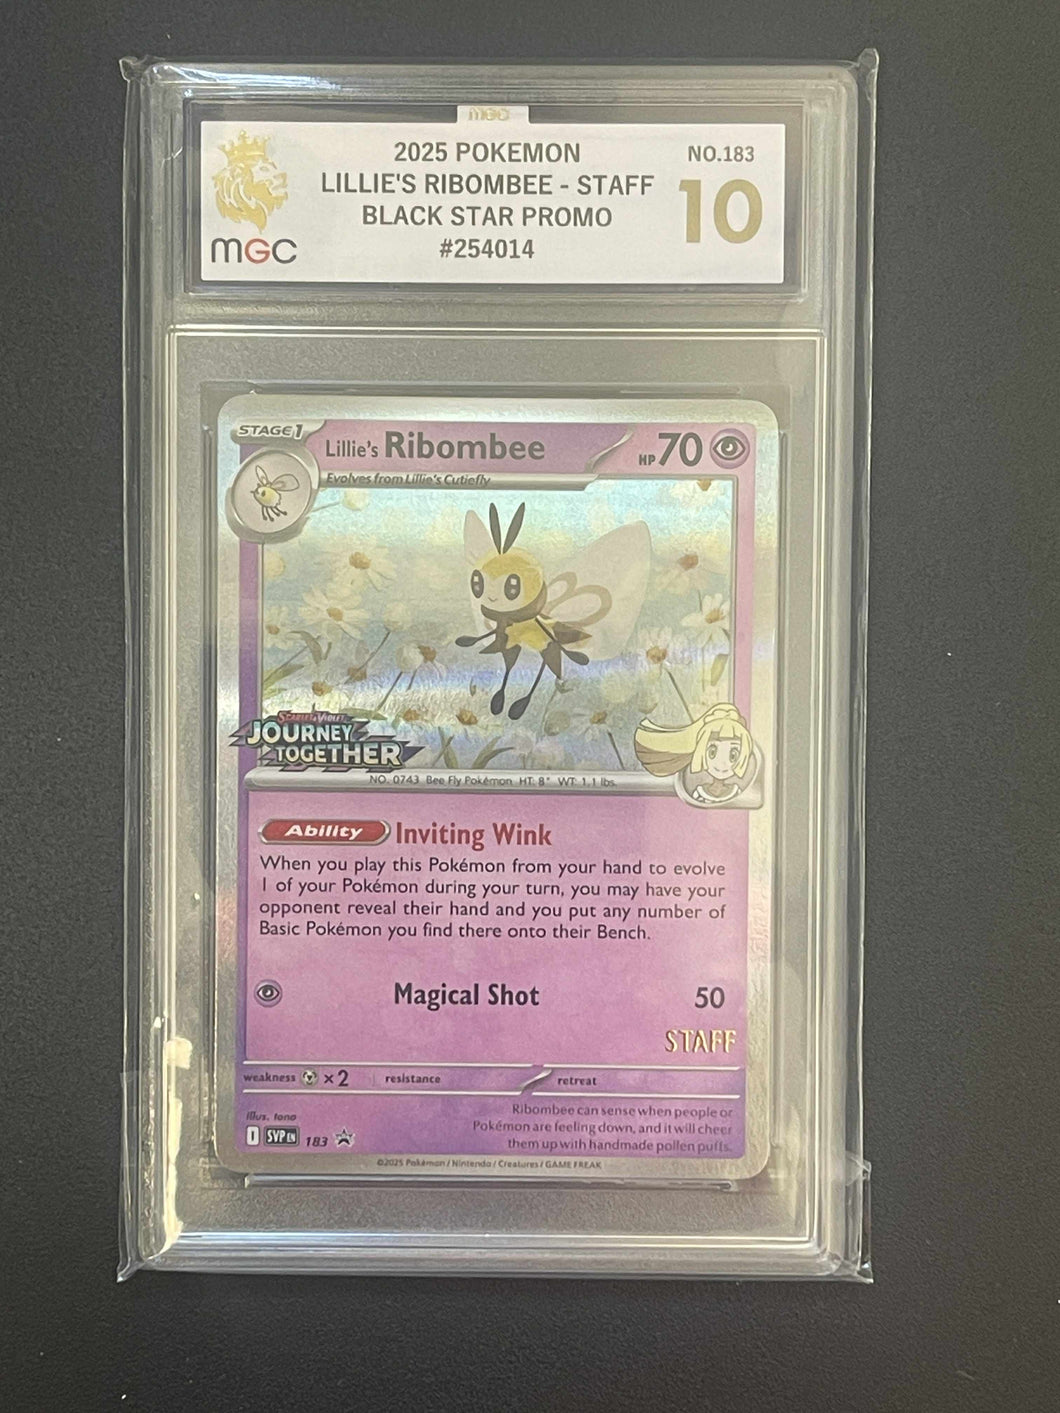 MGC
2025 POKEMON
NO.183
LILLIE'S RIBOMBEE - STAFF
10
BLACK STAR PROMO
#254014
MGC
STAGE 1
Lillie's Ribombee
HP 70
Evolves from Lillie's Cutiefly
SCARLET & VIOLET
JOURNEY
TOGETHER
NO. 0743 Bee Fly Pokémon HT: 8" WT: 1.1 lbs.
Ability Inviting Wink
When you play this Pokémon from your hand to evolve
1 of your Pokémon during your turn, you may have your
opponent reveal their hand and you put any number of
Basic Pokémon you find there onto their Bench.
Magical Shot 50
STAFF
weakness ×2 resistance retreat
Illus. tono
Ribombee can sense when people or
Pokémon are feeling down, and it will cheer
them up with handmade pollen puffs.
I SVP EN 183
©2025 Pokémon / Nintendo / Creatures / GAME FREAK